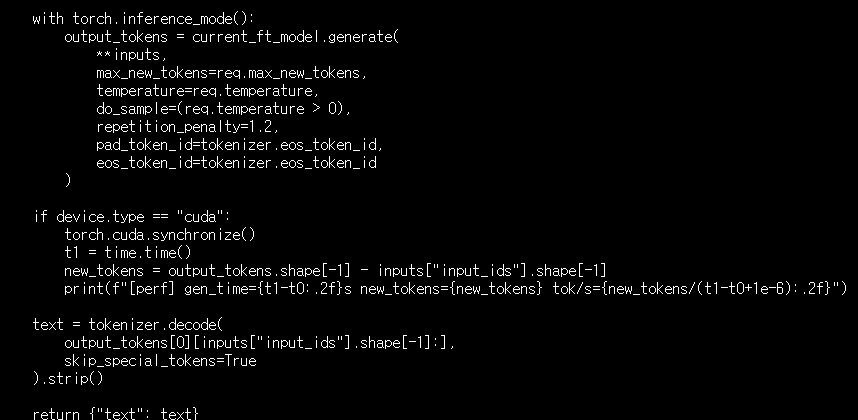 with torch.inference_mode():
    output_tokens = current_ft_model.generate(
        **inputs,
        max_new_tokens=req.max_new_tokens,
        temperature=req.temperature,
        do_sample=(req.temperature > 0),
        repetition_penalty=1.2,
        pad_token_id=tokenizer.eos_token_id,
        eos_token_id=tokenizer.eos_token_id
    )

if device.type == "cuda":
    torch.cuda.synchronize()
    t1 = time.time()
    new_tokens = output_tokens.shape[-1] - inputs["input_ids"].shape[-1]
    print(f"[perf] gen_time={t1-t0:.2f}s new_tokens={new_tokens} tok/s={new_tokens/(t1-t0+1e-6):.2f}")

text = tokenizer.decode(
    output_tokens[0][inputs["input_ids"].shape[-1]:],
    skip_special_tokens=True
).strip()

return {"text": text}